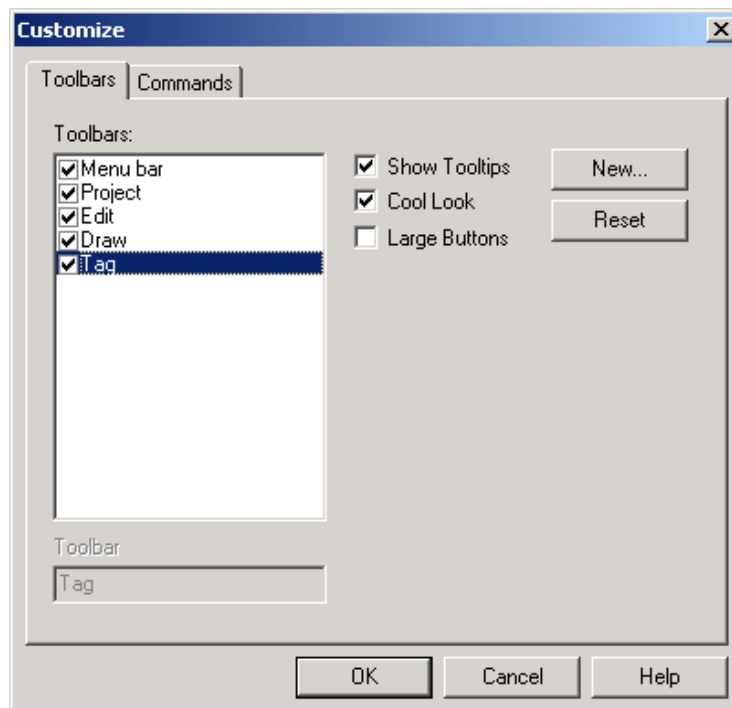 Customize
Toolbars
Commands
Toolbars:
Menu bar
Project
Edit
Draw
Tag
Show Tooltips
Cool Look
Large Buttons
New...
Reset
Toolbar
Tag
OK
Cancel
Help